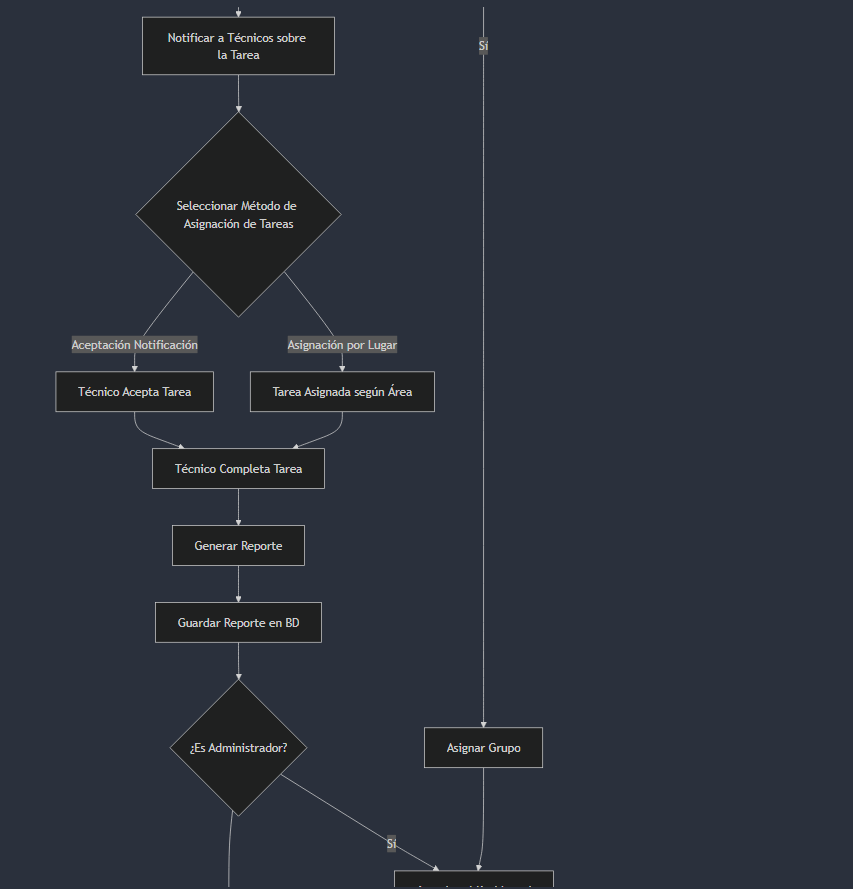 Notificar a Técnicos sobre
la Tarea
Sí
Seleccionar Método de
Asignación de Tareas
Aceptación Notificación
Asignación por Lugar
Técnico Acepta Tarea
Tarea Asignada según Área
Técnico Completa Tarea
Generar Reporte
Guardar Reporte en BD
¿Es Administrador?
Asignar Grupo
Sí